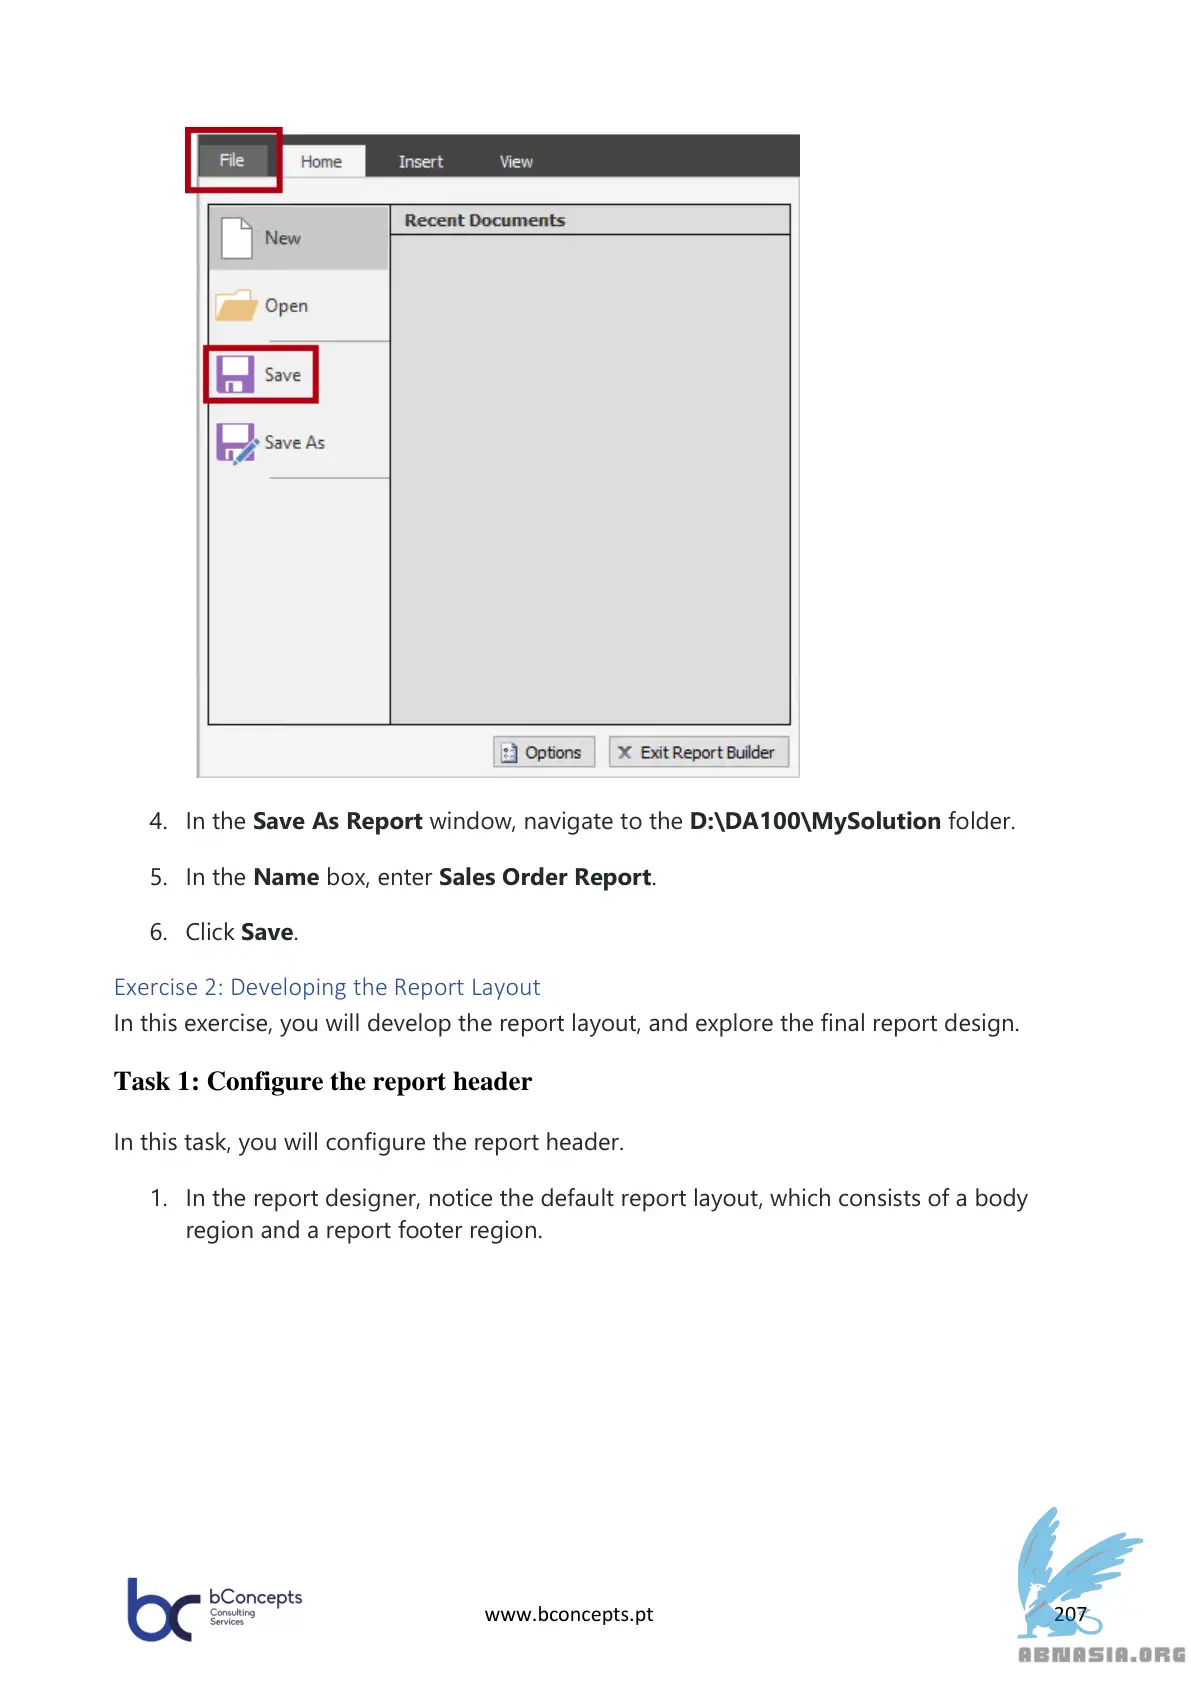 File Home Insert View
Recent Documents
New
Open
Save
Save As
Options Exit Report Builder
4. In the Save As Report window, navigate to the D:\DA100\MySolution folder.
5. In the Name box, enter Sales Order Report.
6. Click Save.
Exercise 2: Developing the Report Layout
In this exercise, you will develop the report layout, and explore the final report design.
Task 1: Configure the report header
In this task, you will configure the report header.
1. In the report designer, notice the default report layout, which consists of a body
region and a report footer region.
bc bConcepts
Consulting
Services
www.bconcepts.pt
207
ABNASIA.ORG